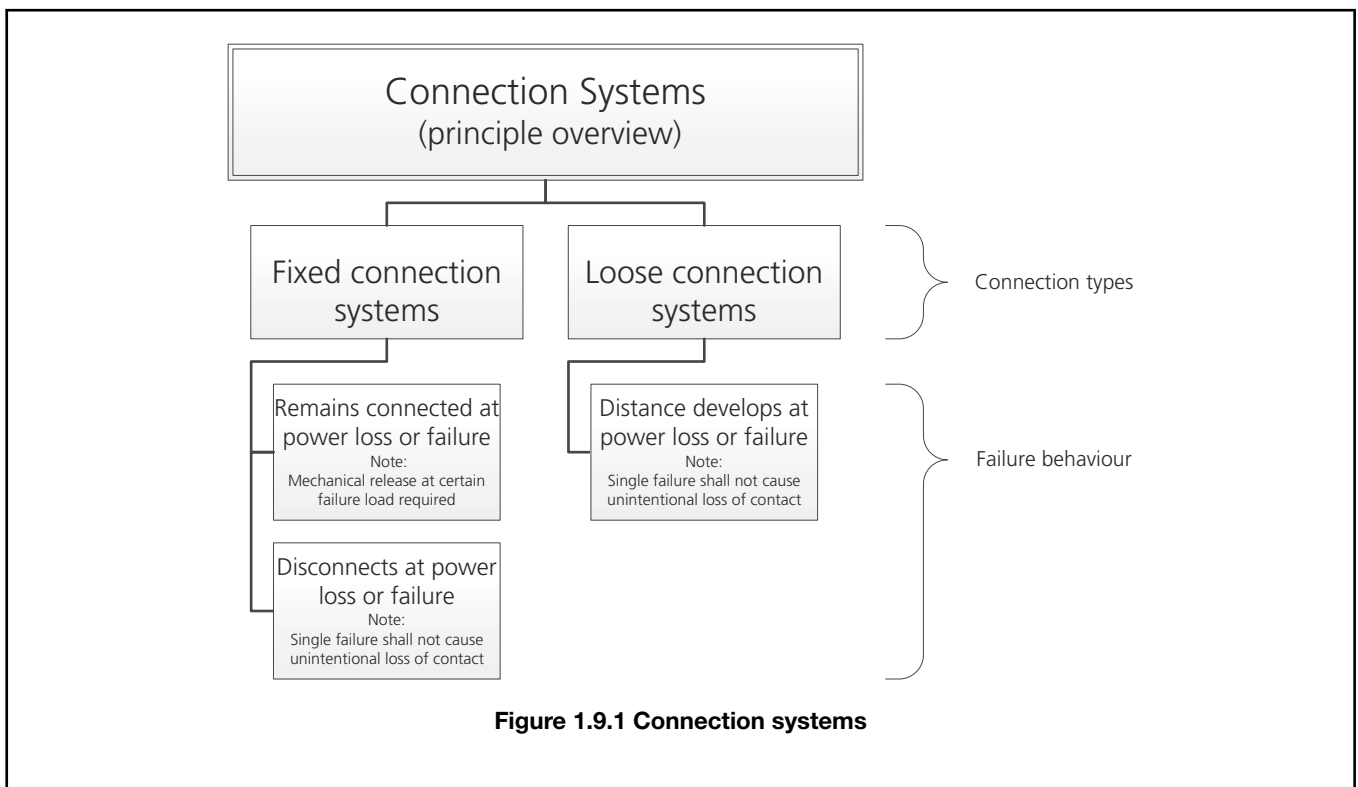 Connection Systems
(principle overview)
Fixed connection
systems
Loose connection
systems
Connection types
Remains connected at
power loss or failure
Note:
Mechanical release at certain
failure load required
Distance develops at
power loss or failure
Note:
Single failure shall not cause
unintentional loss of contact
Failure behaviour
Disconnects at power
loss or failure
Note:
Single failure shall not cause
unintentional loss of contact
Figure 1.9.1 Connection systems